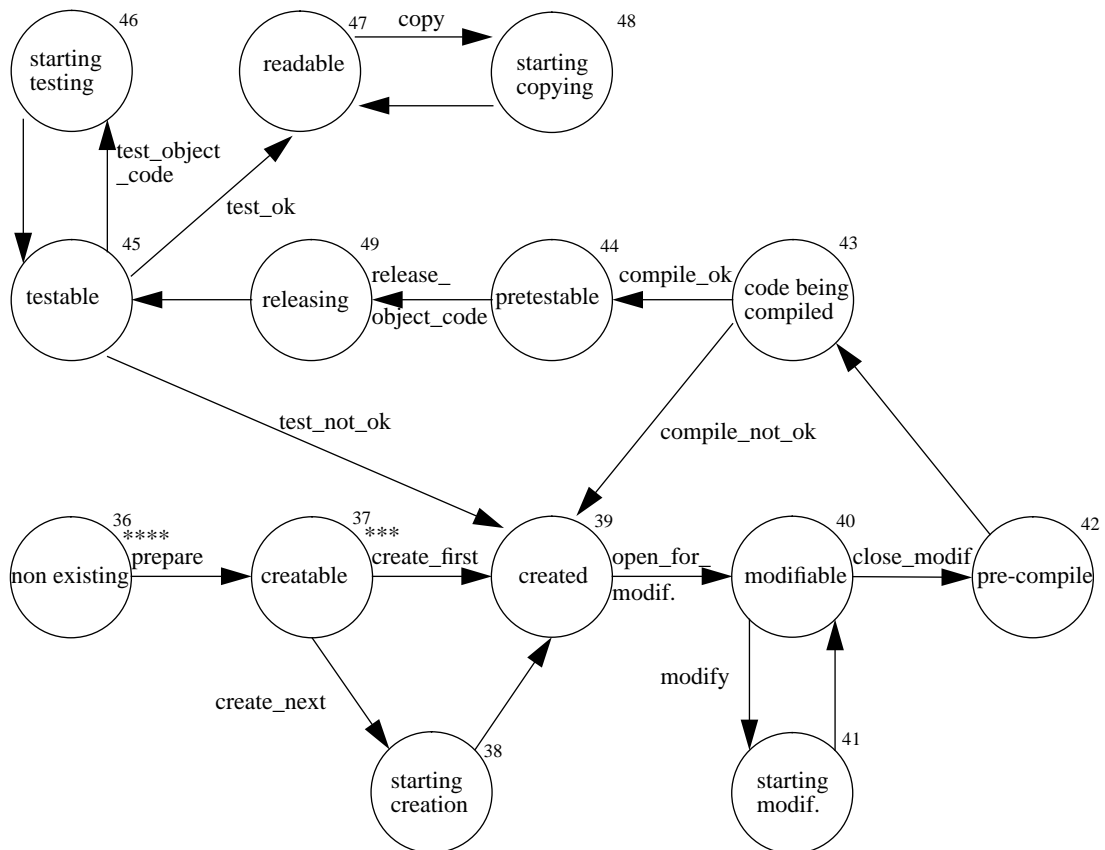 46
47
copy
48
starting
testing
readable
starting
copying
test_object
_code
test_ok
45
49
44
43
testable
releasing
release_
object_code
pretestable
compile_ok
code being
compiled
test_not_ok
compile_not_ok
36
****
prepare
37
***
create_first
39
40
42
non existing
creatable
created
open_for_
modif.
modifiable
close_modif
pre-compile
create_next
modify
38
41
starting
creation
starting
modif.